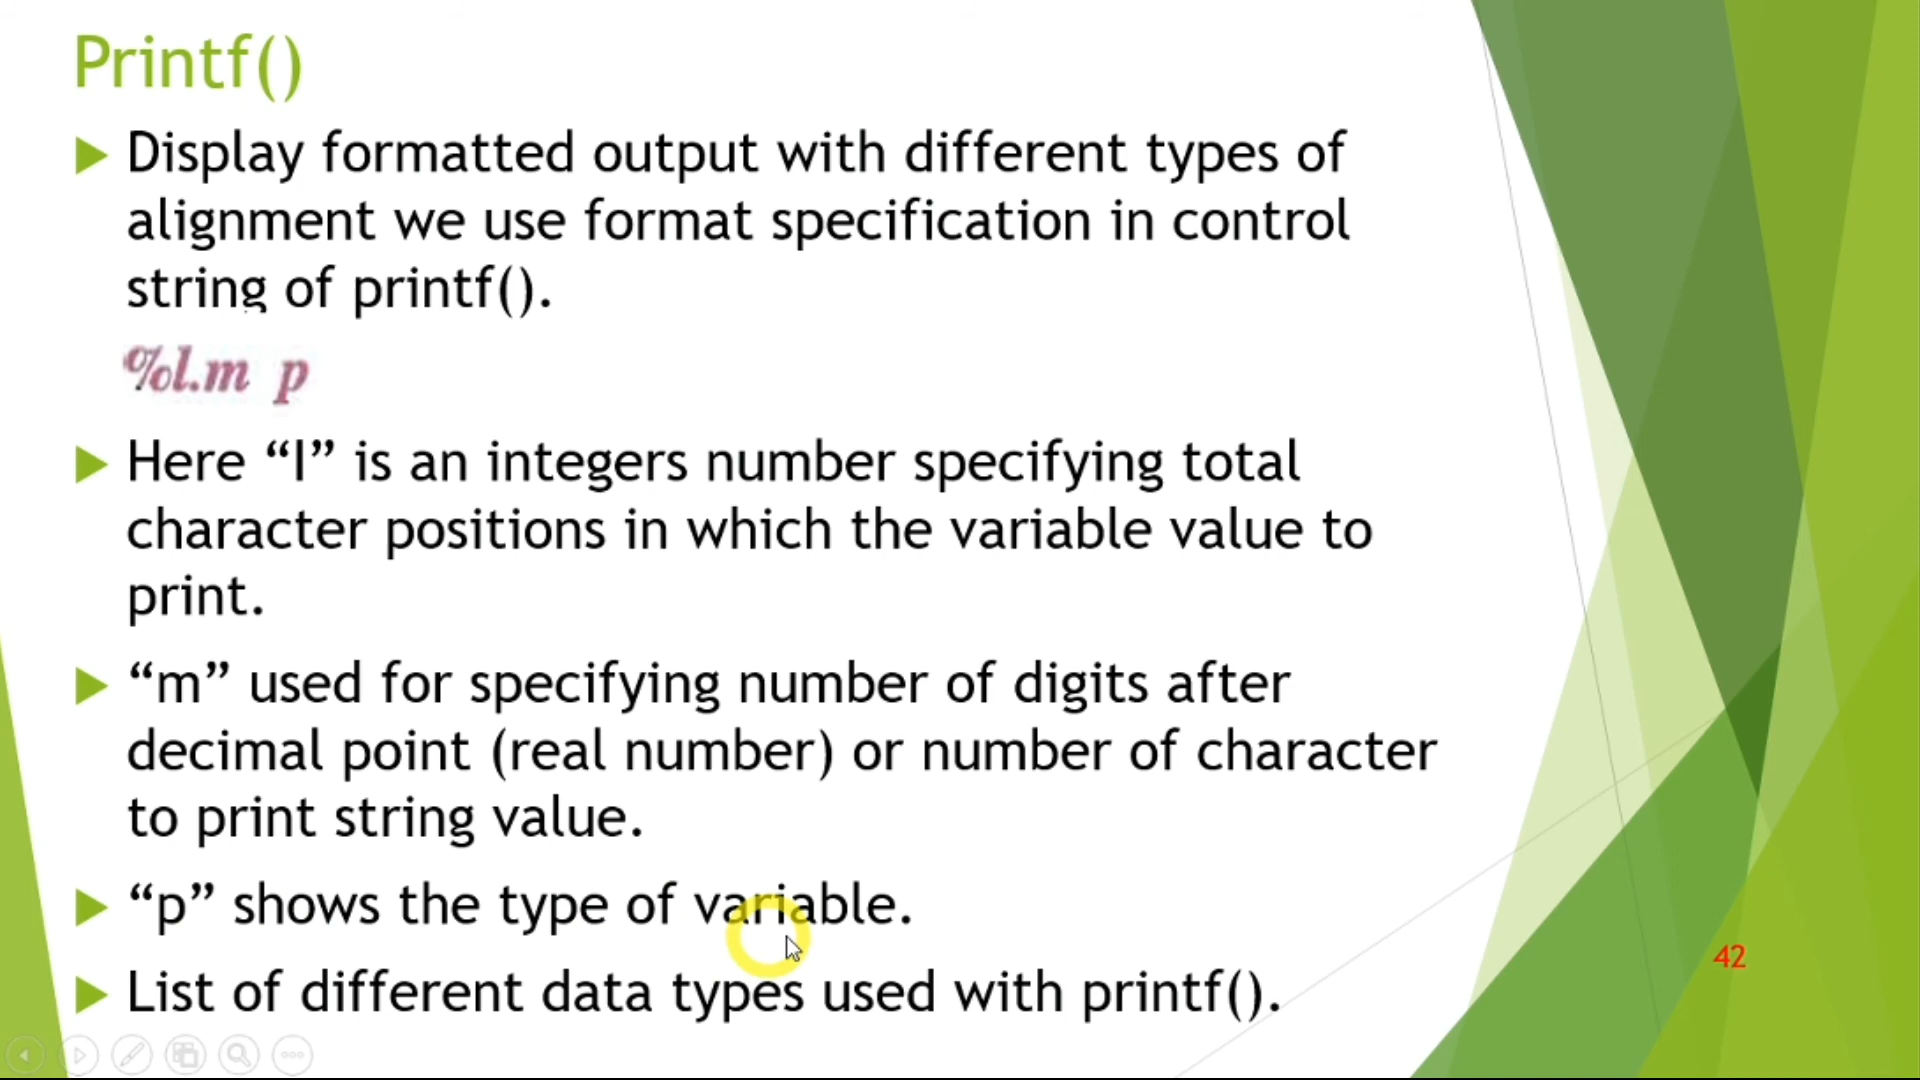 Printf()
Display formatted output with different types of
alignment we use format specification in control
string of printf().
%l.m p
Here “l” is an integers number specifying total
character positions in which the variable value to
print.
“m” used for specifying number of digits after
decimal point (real number) or number of character
to print string value.
“p” shows the type of variable.
42
List of different data types used with printf().